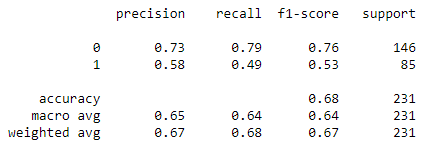 precision recall f1-score support
0 0.73 0.79 0.76 146
1 0.58 0.49 0.53 85
accuracy 0.68 231
macro avg 0.65 0.64 0.64 231
weighted avg 0.67 0.68 0.67 231